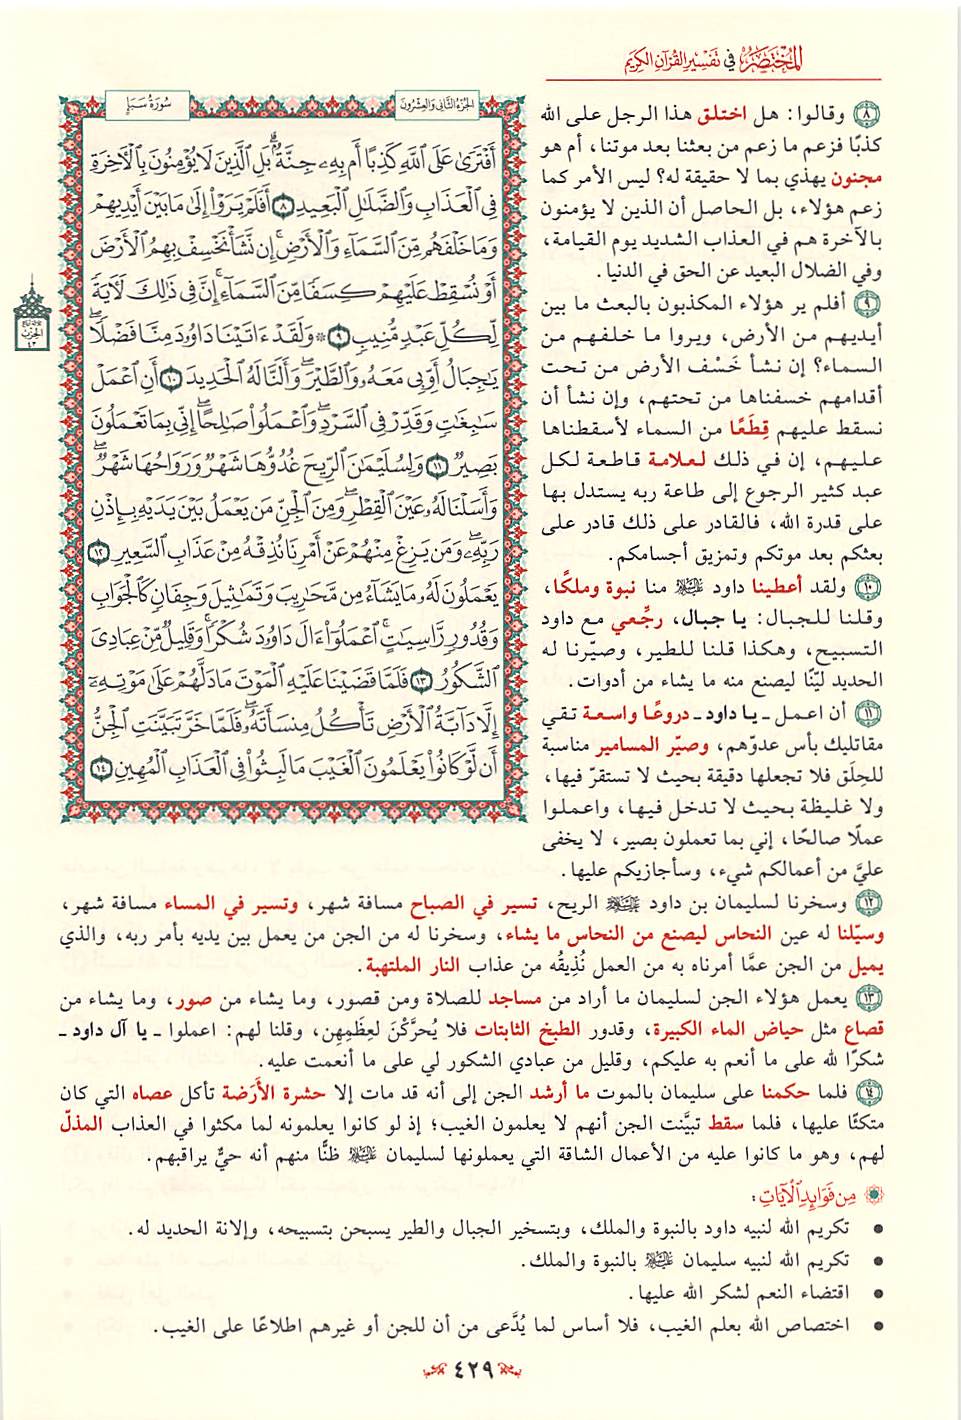 المختصر في تفسير القرآن الكريم
الجزء الثاني والعشرون
سورة سبإ
أَفْتَرَىٰ عَلَى ٱللَّهِ كَذِبًا أَم بِهِۦ جِنَّةٌۢۗ بَلِ ٱلَّذِينَ لَا يُؤْمِنُونَ بِٱلْأٓخِرَةِ
فِى ٱلْعَذَابِ وَٱلضَّلَٰلِ ٱلْبَعِيدِ ٨ أَفَلَمْ يَرَوْا۟ إِلَىٰ مَا بَيْنَ أَيْدِيهِمْ
وَمَا خَلْفَهُم مِّنَ ٱلسَّمَآءِ وَٱلْأَرْضِۚ إِن نَّشَأْ نَخْسِفْ بِهِمُ ٱلْأَرْضَ
أَوْ نُسْقِطْ عَلَيْهِمْ كِسَفًا مِّنَ ٱلسَّمَآءِۚ إِنَّ فِى ذَٰلِكَ لَأٓيَةً
لِّكُلِّ عَبْدٍ مُّنِيبٍ ٩ ۞ وَلَقَدْ ءَاتَيْنَا دَاوُۥدَ مِنَّا فَضْلًاۖ
يَٰجِبَالُ أَوِّبِى مَعَهُۥ وَٱلطَّيْرَۖ وَأَلَنَّا لَهُ ٱلْحَدِيدَ ١٠ أَنِ ٱعْمَلْ
سَٰبِغَٰتٍ وَقَدِّرْ فِى ٱلسَّرْدِۖ وَٱعْمَلُوا۟ صَٰلِحًاۖ إِنِّى بِمَا تَعْمَلُونَ
بَصِيرٌ ١١ وَلِسُلَيْمَٰنَ ٱلرِّيحَ غُدُوُّهَا شَهْرٌ وَرَوَاحُهَا شَهْرٌۖ
وَأَسَلْنَا لَهُۥ عَيْنَ ٱلْقِطْرِۖ وَمِنَ ٱلْجِنِّ مَن يَعْمَلُ بَيْنَ يَدَيْهِ بِإِذْنِ
رَبِّهِۦۖ وَمَن يَزِغْ مِنْهُمْ عَنْ أَمْرِنَا نُذِقْهُ مِنْ عَذَابِ ٱلسَّعِيرِ ١٢
يَعْمَلُونَ لَهُۥ مَا يَشَآءُ مِن مَّحَٰرِيبَ وَتَمَٰثِيلَ وَجِفَانٍ كَٱلْجَوَابِ
وَقُدُورٍ رَّاسِيَٰتٍۚ ٱعْمَلُوٓا۟ ءَالَ دَاوُۥدَ شُكْرًاۚ وَقَلِيلٌ مِّنْ عِبَادِىَ
ٱلشَّكُورُ ١٣ فَلَمَّا قَضَيْنَا عَلَيْهِ ٱلْمَوْتَ مَا دَلَّهُمْ عَلَىٰ مَوْتِهِۦٓ
إِلَّا دَآبَّةُ ٱلْأَرْضِ تَأْكُلُ مِنسَأَتَهُۥۖ فَلَمَّا خَرَّ تَبَيَّنَتِ ٱلْجِنُّ
أَن لَّوْ كَانُوا۟ يَعْلَمُونَ ٱلْغَيْبَ مَا لَبِثُوا۟ فِى ٱلْعَذَابِ ٱلْمُهِينِ ١٤
الحزب
٤٣
٨ وقالوا: هل اختلق هذا الرجل على الله
كذبًا فزعم ما زعم من بعثنا بعد موتنا، أم هو
مجنون يهذي بما لا حقيقة له؟ ليس الأمر كما
زعم هؤلاء، بل الحاصل أن الذين لا يؤمنون
بالآخرة هم في العذاب الشديد يوم القيامة،
وفي الضلال البعيد عن الحق في الدنيا.
٩ أفلم ير هؤلاء المكذبون بالبعث ما بين
أيديهم من الأرض، ويروا ما خلفهم من
السماء؟ إن نشأ خَسْف الأرض من تحت
أقدامهم خسفناها من تحتهم، وإن نشأ أن
نسقط عليهم قِطَعًا من السماء لأسقطناها
عليهم، إن في ذلك لعلامة قاطعة لكل
عبد كثير الرجوع إلى طاعة ربه يستدل بها
على قدرة الله، فالقادر على ذلك قادر على
بعثكم بعد موتكم وتمزيق أجسامكم.
١٠ ولقد أعطينا داود عليه السلام منا نبوة وملكًا،
وقلنا للجبال: يا جبال، رجِّعي مع داود
التسبيح، وهكذا قلنا للطير، وصيّرنا له
الحديد ليّنًا ليصنع منه ما يشاء من أدوات.
١١ أن اعمل ـ يا داود ـ دروعًا واسعة تقي
مقاتليك بأس عدوّهم، وصيّر المسامير مناسبة
للحِلَق فلا تجعلها دقيقة بحيث لا تستقرّ فيها،
ولا غليظة بحيث لا تدخل فيها، واعملوا
عملًا صالحًا، إني بما تعملون بصير، لا يخفى
عليَّ من أعمالكم شيء، وسأجازيكم عليها.
١٢ وسخرنا لسليمان بن داود عليه السلام الريح، تسير في الصباح مسافة شهر، وتسير في المساء مسافة شهر،
وسيّلنا له عين النحاس ليصنع من النحاس ما يشاء، وسخرنا له من الجن من يعمل بين يديه بأمر ربه، والذي
يميل من الجن عمَّا أمرناه به من العمل نُذِيقُه من عذاب النار الملتهبة.
١٣ يعمل هؤلاء الجن لسليمان ما أراد من مساجد للصلاة ومن قصور، وما يشاء من صور، وما يشاء من
قصاع مثل حياض الماء الكبيرة، وقدور الطبخ الثابتات فلا يُحرَّكْنَ لعِظَمِهن، وقلنا لهم: اعملوا ـ يا آل داود ـ
شكرًا لله على ما أنعم به عليكم، وقليل من عبادي الشكور لي على ما أنعمت عليه.
١٤ فلما حكمنا على سليمان بالموت ما أرشد الجن إلى أنه قد مات إلا حشرة الأَرَضة تأكل عصاه التي كان
متكئًا عليها، فلما سقط تبيَّنت الجن أنهم لا يعلمون الغيب؛ إذ لو كانوا يعلمونه لما مكثوا في العذاب المذلّ
لهم، وهو ما كانوا عليه من الأعمال الشاقة التي يعملونها لسليمان عليه السلام ظنًّا منهم أنه حيٌّ يراقبهم.
من فوائد الآيات:
• تكريم الله لنبيه داود بالنبوة والملك، وبتسخير الجبال والطير يسبحن بتسبيحه، وإلانة الحديد له.
• تكريم الله لنبيه سليمان عليه السلام بالنبوة والملك.
• اقتضاء النعم لشكر الله عليها.
• اختصاص الله بعلم الغيب، فلا أساس لما يُدَّعى من أن للجن أو غيرهم اطلاعًا على الغيب.
٤٢٩